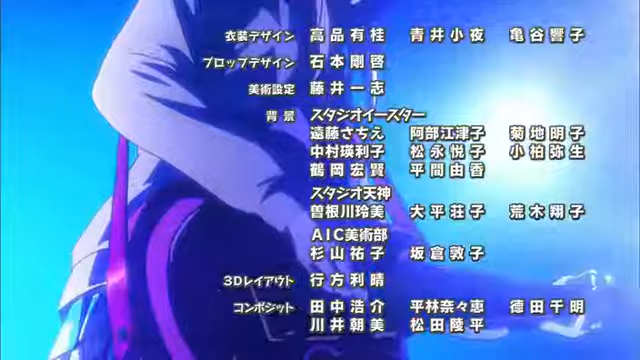 衣装デザイン 高品有桂 青井小夜 亀谷響子
プロップデザイン 石本剛啓
美術設定 藤井一志
背景 スタジオイースター
遠藤さちえ 阿部江津子 菊地明子
中村瑛利子 松永悦子 小柏弥生
鶴岡宏賢 平間由香
スタジオ天神
曽根川玲美 大平荘子 荒木翔子
AIC美術部
杉山祐子 坂倉敦子
3Dレイアウト 行方利晴
コンポジット 田中浩介 平林奈々恵 徳田千明
川井朝美 松田陵平